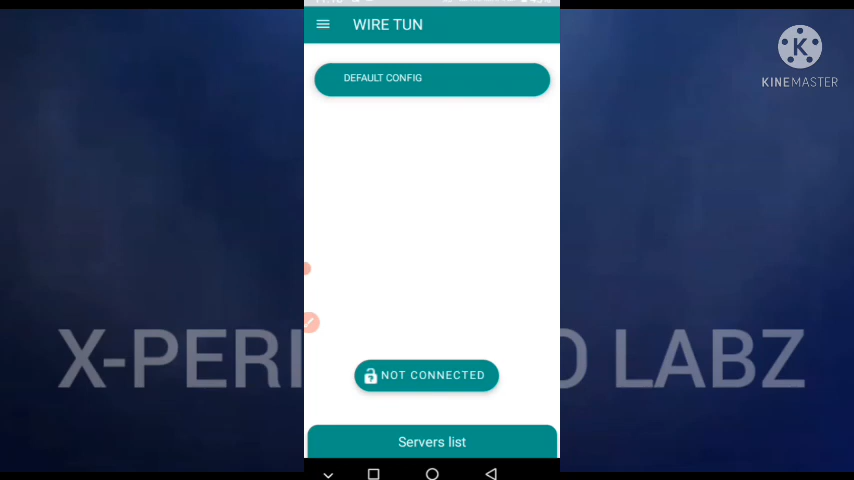 WIRE TUN
DEFAULT CONFIG
K
KINEMASTER
X-PERI
O LABZ
NOT CONNECTED
Servers list